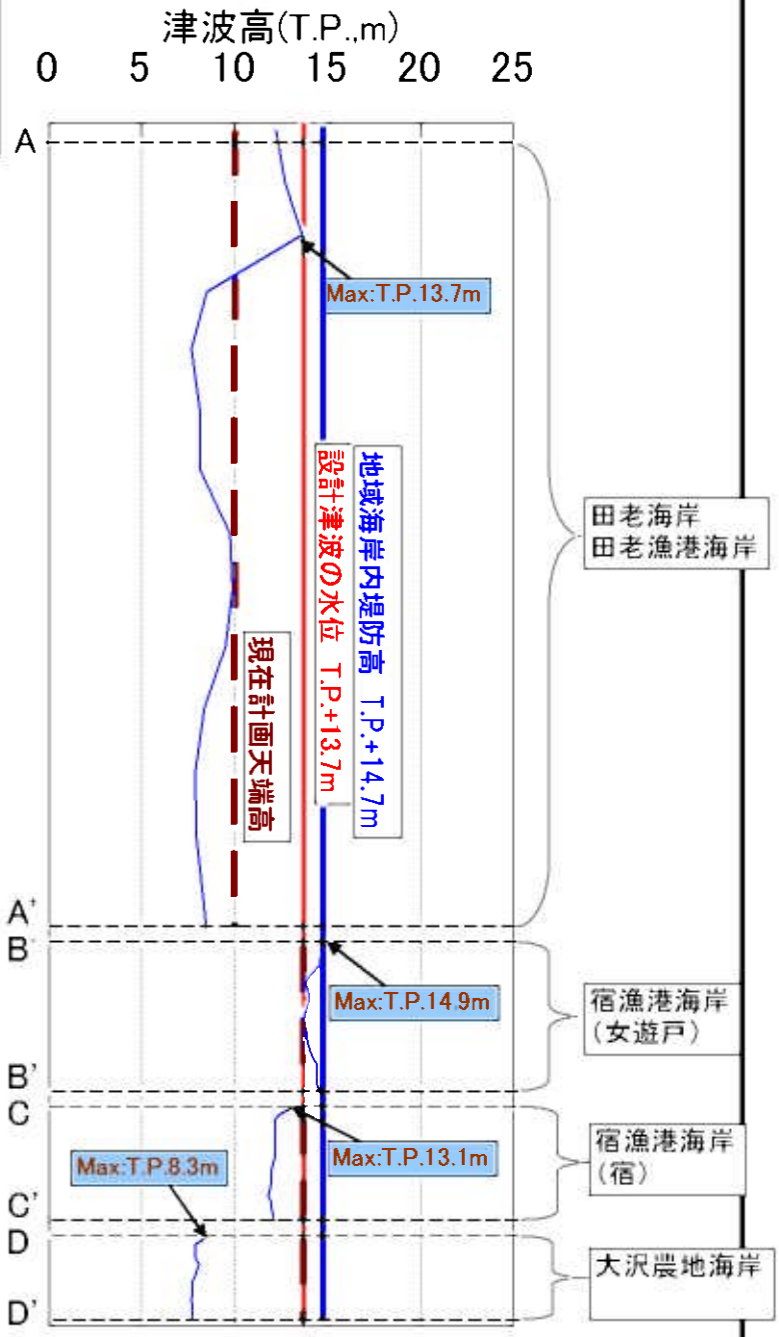 津波高(T.P.,m)
0 5 10 15 20 25
A
Max:T.P.13.7m
地域海岸内堤防高 T.P.+14.7m
設計津波の水位 T.P.+13.7m
現在計画天端高
田老海岸
田老漁港海岸
A'
B
Max:T.P.14.9m
宿漁港海岸
(女遊戸)
B'
C
Max:T.P.13.1m
宿漁港海岸
(宿)
Max:T.P.8.3m
C'
D
大沢農地海岸
D'